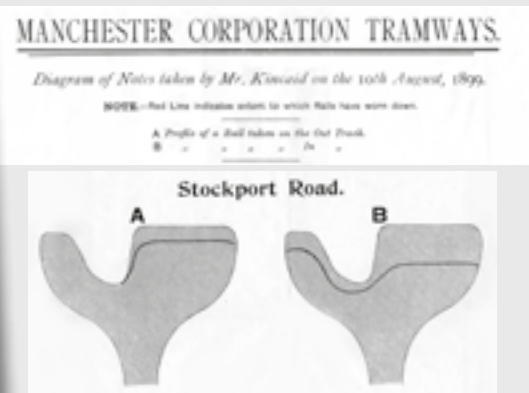 MANCHESTER CORPORATION TRAMWAYS.
Diagram of Notes taken by Mr. Kincaid on the 10th August, 1899.
NOTE.—Red Line indicates extent to which Rails have worn down.
A Profile of a Rail taken on the Out Track.
B " " " " " In "
Stockport Road.
A B